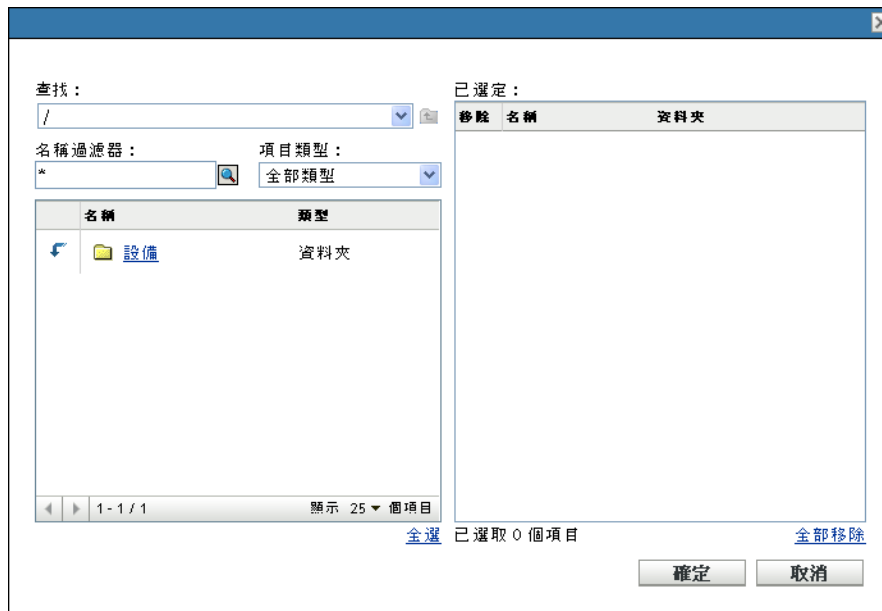 查找：
/
名稱過濾器：
項目類型：
*
全部類型
名稱 類型
設備 資料夾
1-1 / 1
顯示 25 個項目
全選
已選定：
移除 名稱 資料夾
已選取 0 個項目
全部移除
確定
取消